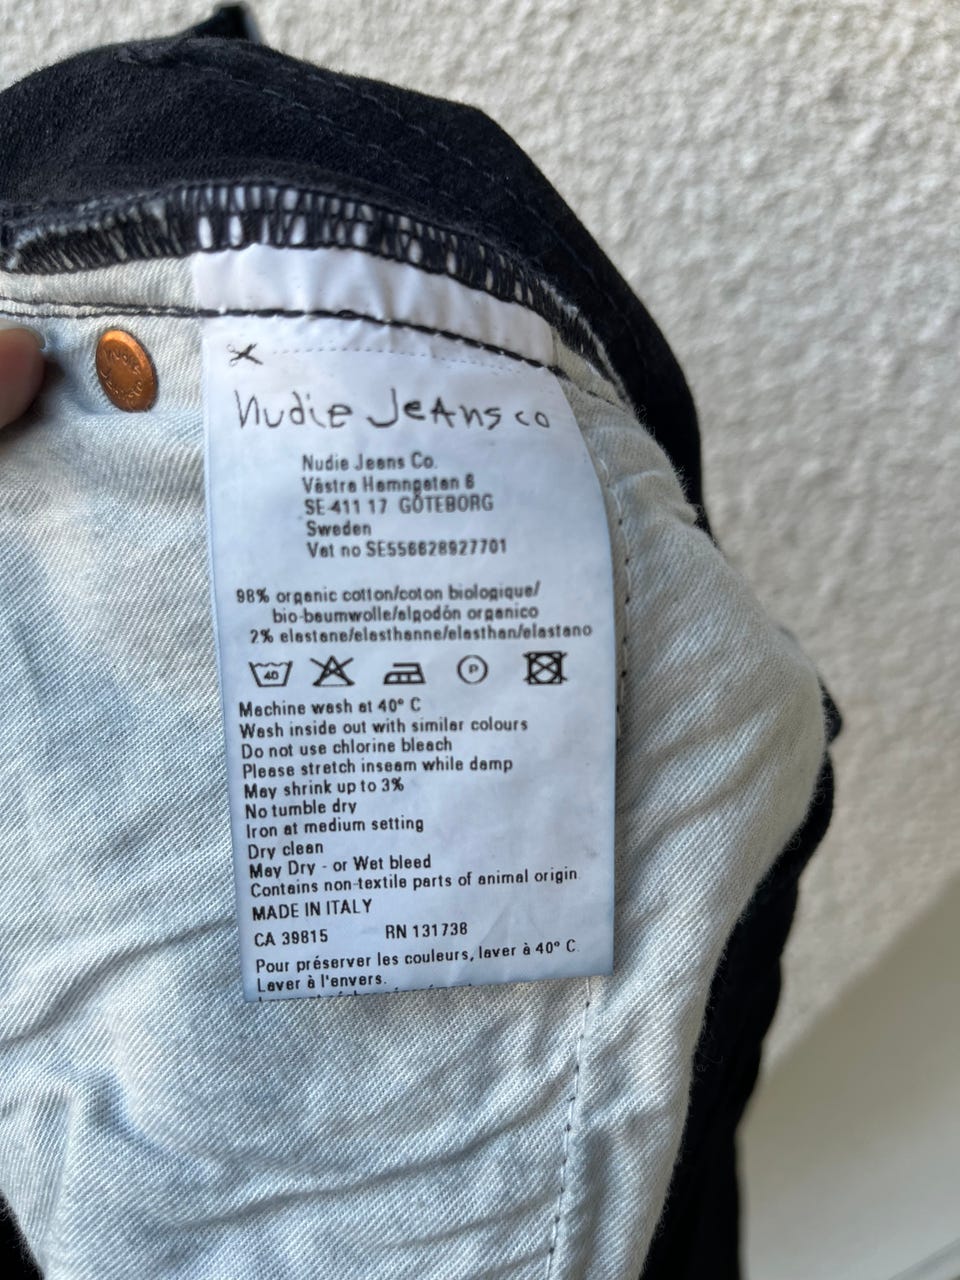 Nudie Jeans co
Nudie Jeans Co.
Västra Hamngatan 6
SE-411 17 GÖTEBORG
Sweden
Vat no SE556628927701
98% organic cotton/coton biologique/
bio-baumwolle/algodón organico
2% elastane/elasthanne/elasthan/elastano
40
P
Machine wash at 40° C
Wash inside out with similar colours
Do not use chlorine bleach
Please stretch inseam while damp
May shrink up to 3%
No tumble dry
Iron at medium setting
Dry clean
May Dry - or Wet bleed
Contains non-textile parts of animal origin
MADE IN ITALY
CA 39815 RN 131738
Pour préserver les couleurs, laver à 40° C.
Laver à l'envers.